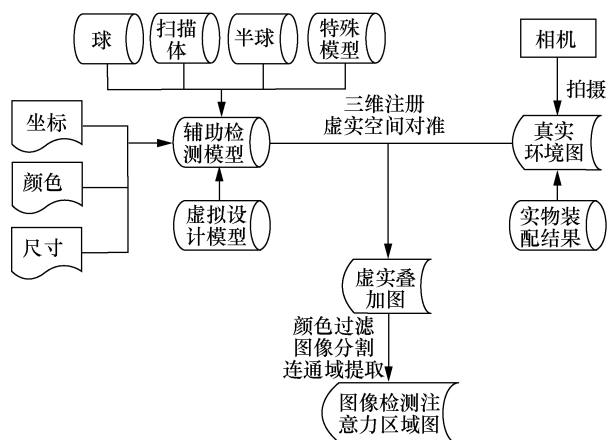 球
扫描
体
半球
特殊
模型
相机
拍摄
坐标
颜色
尺寸
辅助检
测模型
三维注册
虚实空间对准
真实
环境图
虚拟设
计模型
实物装
配结果
虚实叠
加图
颜色过滤
图像分割
连通域提取
图像检测注
意力区域图